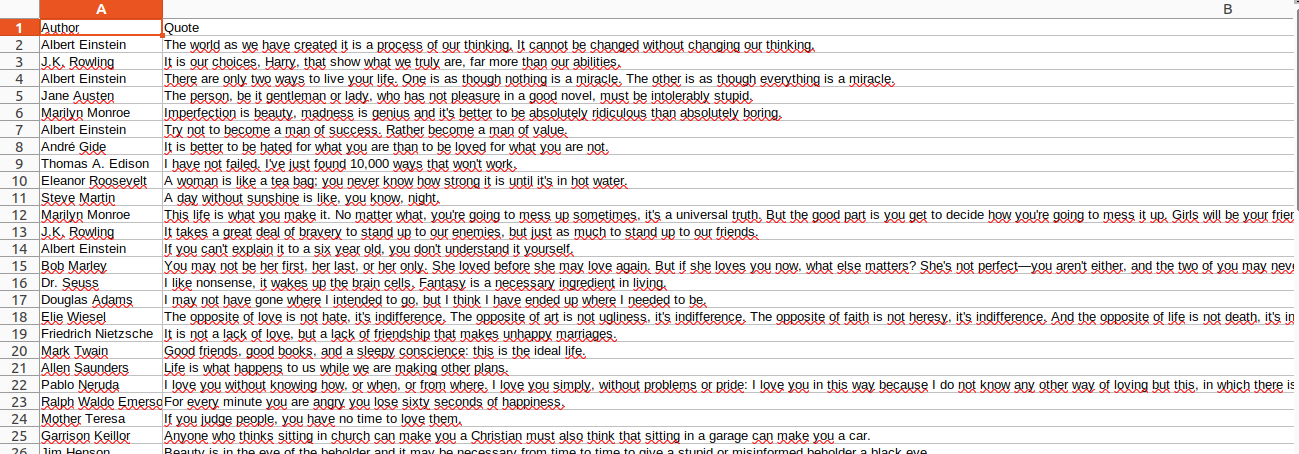 A B
1 Author Quote
2 Albert Einstein The world as we have created it is a process of our thinking. It cannot be changed without changing our thinking.
3 J.K. Rowling It is our choices, Harry, that show what we truly are, far more than our abilities.
4 Albert Einstein There are only two ways to live your life. One is as though nothing is a miracle. The other is as though everything is a miracle.
5 Jane Austen The person, be it gentleman or lady, who has not pleasure in a good novel, must be intolerably stupid.
6 Marilyn Monroe Imperfection is beauty, madness is genius and it's better to be absolutely ridiculous than absolutely boring.
7 Albert Einstein Try not to become a man of success. Rather become a man of value.
8 André Gide It is better to be hated for what you are than to be loved for what you are not.
9 Thomas A. Edison I have not failed. I've just found 10,000 ways that won't work.
10 Eleanor Roosevelt A woman is like a tea bag; you never know how strong it is until it's in hot water.
11 Steve Martin A day without sunshine is like, you know, night.
12 Marilyn Monroe This life is what you make it. No matter what, you're going to mess up sometimes, it's a universal truth. But the good part is you get to decide how you're going to mess it up. Girls will be your frien
13 J.K. Rowling It takes a great deal of bravery to stand up to our enemies, but just as much to stand up to our friends.
14 Albert Einstein If you can't explain it to a six year old, you don't understand it yourself.
15 Bob Marley You may not be her first, her last, or her only. She loved before she may love again. But if she loves you now, what else matters? She's not perfect—you aren't either, and the two of you may neve
16 Dr. Seuss I like nonsense, it wakes up the brain cells. Fantasy is a necessary ingredient in living.
17 Douglas Adams I may not have gone where I intended to go, but I think I have ended up where I needed to be.
18 Elie Wiesel The opposite of love is not hate, it's indifference. The opposite of art is not ugliness, it's indifference. The opposite of faith is not heresy, it's indifference. And the opposite of life is not death, it's in
19 Friedrich Nietzsche It is not a lack of love, but a lack of friendship that makes unhappy marriages.
20 Mark Twain Good friends, good books, and a sleepy conscience: this is the ideal life.
21 Allen Saunders Life is what happens to us while we are making other plans.
22 Pablo Neruda I love you without knowing how, or when, or from where. I love you simply, without problems or pride: I love you in this way because I do not know any other way of loving but this, in which there is
23 Ralph Waldo Emerso For every minute you are angry you lose sixty seconds of happiness.
24 Mother Teresa If you judge people, you have no time to love them.
25 Garrison Keillor Anyone who thinks sitting in church can make you a Christian must also think that sitting in a garage can make you a car.
26 Jim Henson Beauty is in the eye of the beholder and it may be necessary from time to time to give a stupid or misinformed beholder a black eye.